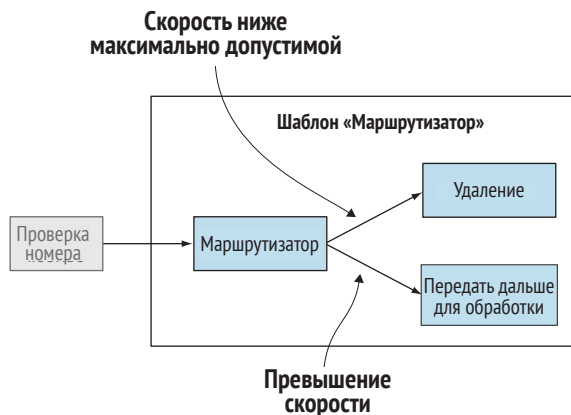 Скорость ниже
максимально допустимой
Шаблон «Маршрутизатор»
Удаление
Проверка
номера
Маршрутизатор
Передать дальше
для обработки
Превышение
скорости